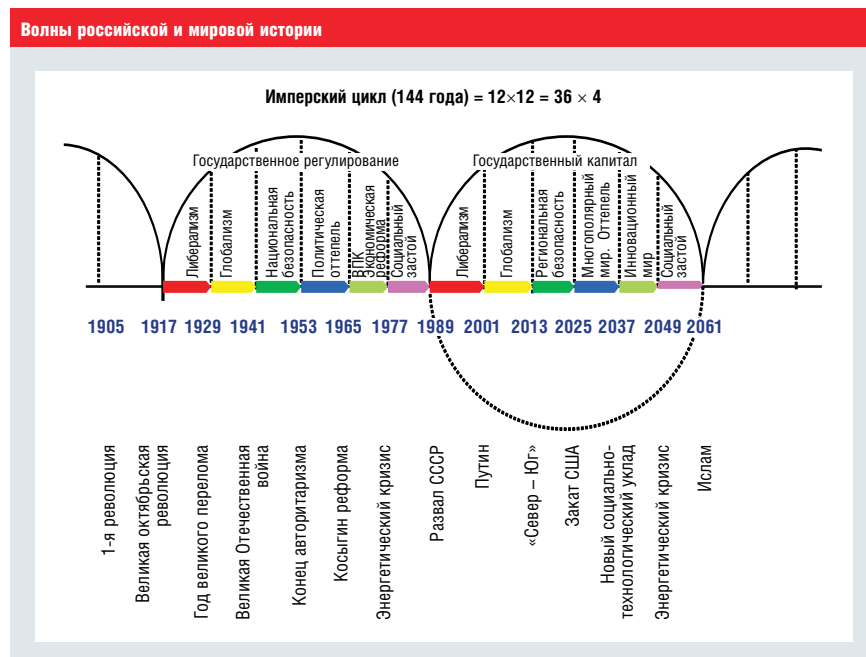 Волны российской и мировой истории
Имперский цикл (144 года) = 12×12 = 36 × 4
Государственное регулирование
Государственный капитал
Либерализм
Глобализм
Национальная
безопасность
Политическая
оттепель
ВПК
Экономическая
реформа
Социальный
застой
Либерализм
Глобализм
Региональная
безопасность
Многополярный
мир. Оттепель
Инновационный
мир
Социальный
застой
1905 1917 1929 1941 1953 1965 1977 1989 2001 2013 2025 2037 2049 2061
1-я революция
Великая октябрьская
революция
Год великого перелома
Великая Отечественная
война
Конец авторитаризма
Косыгин реформа
Энергетический кризис
Развал СССР
Путин
«Север – Юг»
Закат США
Новый социально-
технологический уклад
Энергетический кризис
Ислам